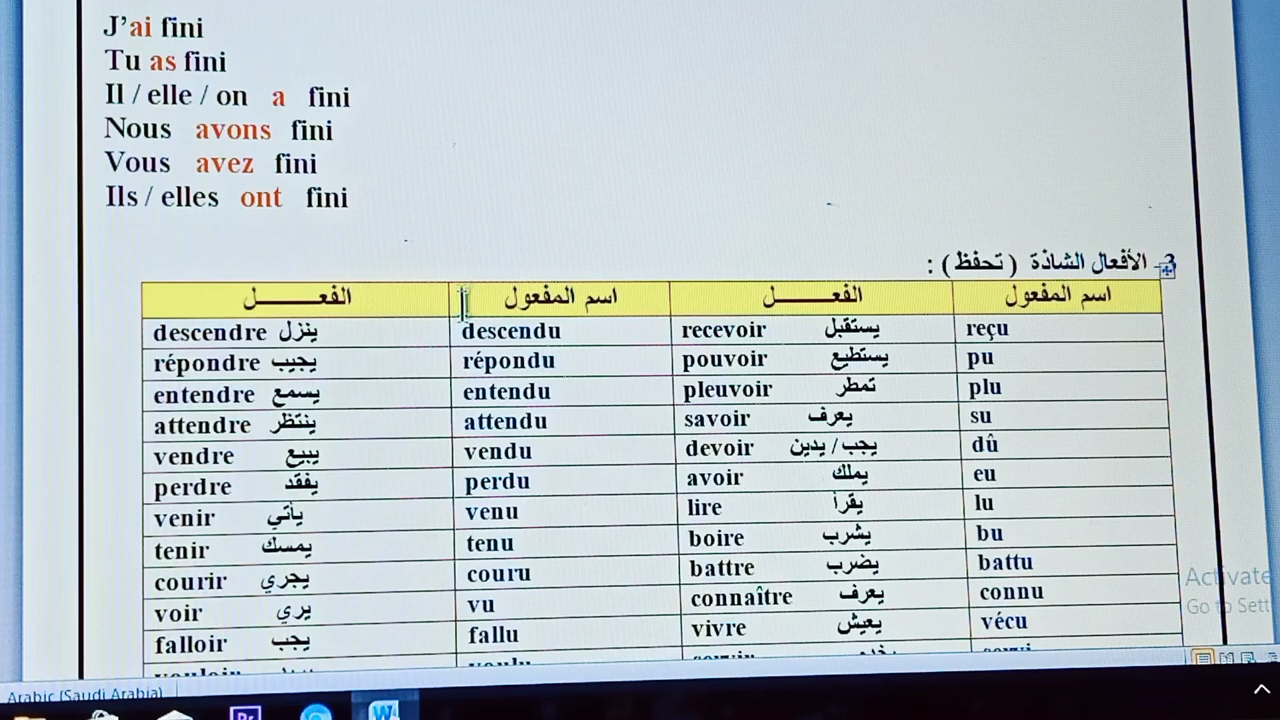 J'ai fini
Tu as fini
Il / elle / on a fini
Nous avons fini
Vous avez fini
Ils / elles ont fini
3- الأفعال الشاذة ( تحفظ ) :
الفعـــــــل اسم المفعول الفعـــــــل اسم المفعول
descendre ينزل descendu recevoir يستقبل reçu
répondre يجيب répondu pouvoir يستطيع pu
entendre يسمع entendu pleuvoir تمطر plu
attendre ينتظر attendu savoir يعرف su
vendre يبيع vendu devoir يجب / يدين dû
perdre يفقد perdu avoir يملك eu
venir يأتي venu lire يقرأ lu
tenir يمسك tenu boire يشرب bu
courir يجري couru battre يضرب battu
voir يري vu connaître يعرف connu
falloir يجب fallu vivre يعيش vécu
Activate
Go to Sett
Arabic (Saudi Arabia)
Pr
W